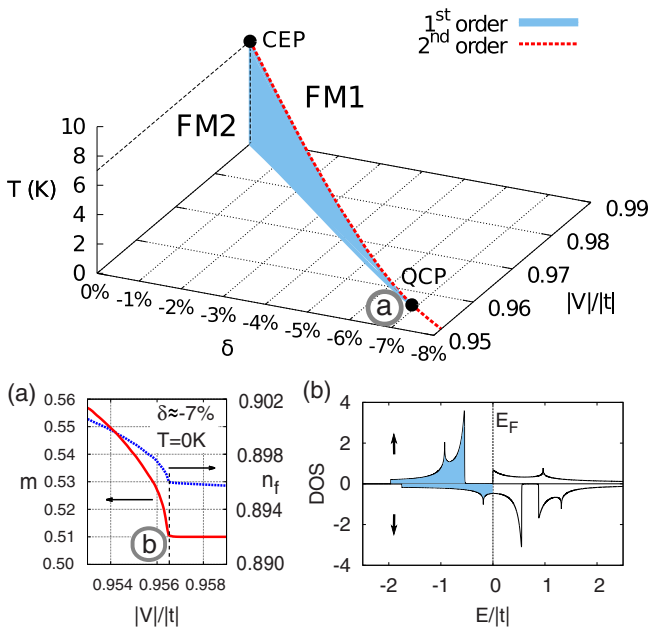 1st order
2nd order
CEP
FM1
FM2
10
8
6
4
2
0
T (K)
0.99
0.98
0.97
0.96
0.95
|V|/|t|
QCP
a
0% -1% -2% -3% -4% -5% -6% -7% -8%
δ
(a)
0.56
0.55
0.54
0.53
0.52
0.51
0.50
m
δ≈-7%
T=0K
0.902
0.898
0.894
0.890
nf
b
0.954 0.956 0.958
|V|/|t|
(b)
4
2
0
-2
-4
DOS
EF
-2 -1 0 1 2
E/|t|